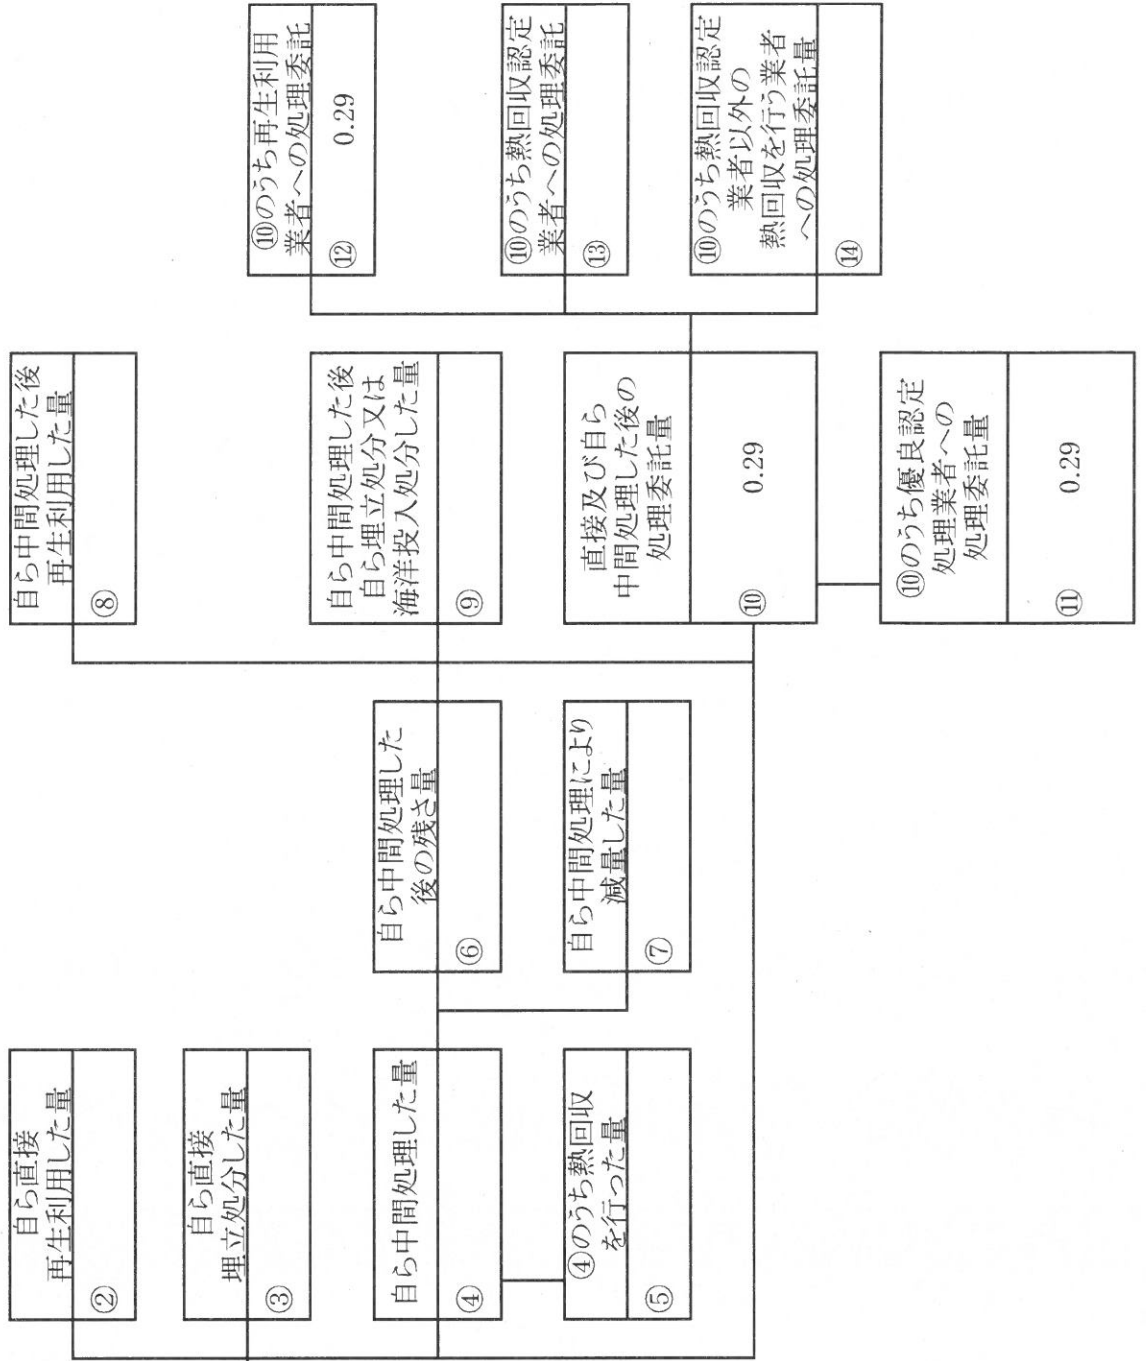 自ら直接
再生利用した量
②
自ら直接
埋立処分した量
③
自ら中間処理した量
④
④のうち熱回収
を行った量
⑤
自ら中間処理した
後の残さ量
⑥
自ら中間処理により
減量した量
⑦
自ら中間処理した後
再生利用した量
⑧
自ら中間処理した後
自ら埋立処分又は
海洋投入処分した量
⑨
直接及び自ら
中間処理した後の
処理委託量
⑩ 0.29
⑩のうち優良認定
処理業者への
処理委託量
⑪ 0.29
⑩のうち再生利用
業者への処理委託
⑫ 0.29
⑩のうち熱回収認定
業者への処理委託
⑬
⑩のうち熱回収認定
業者以外の
熱回収を行う業者
への処理委託量
⑭